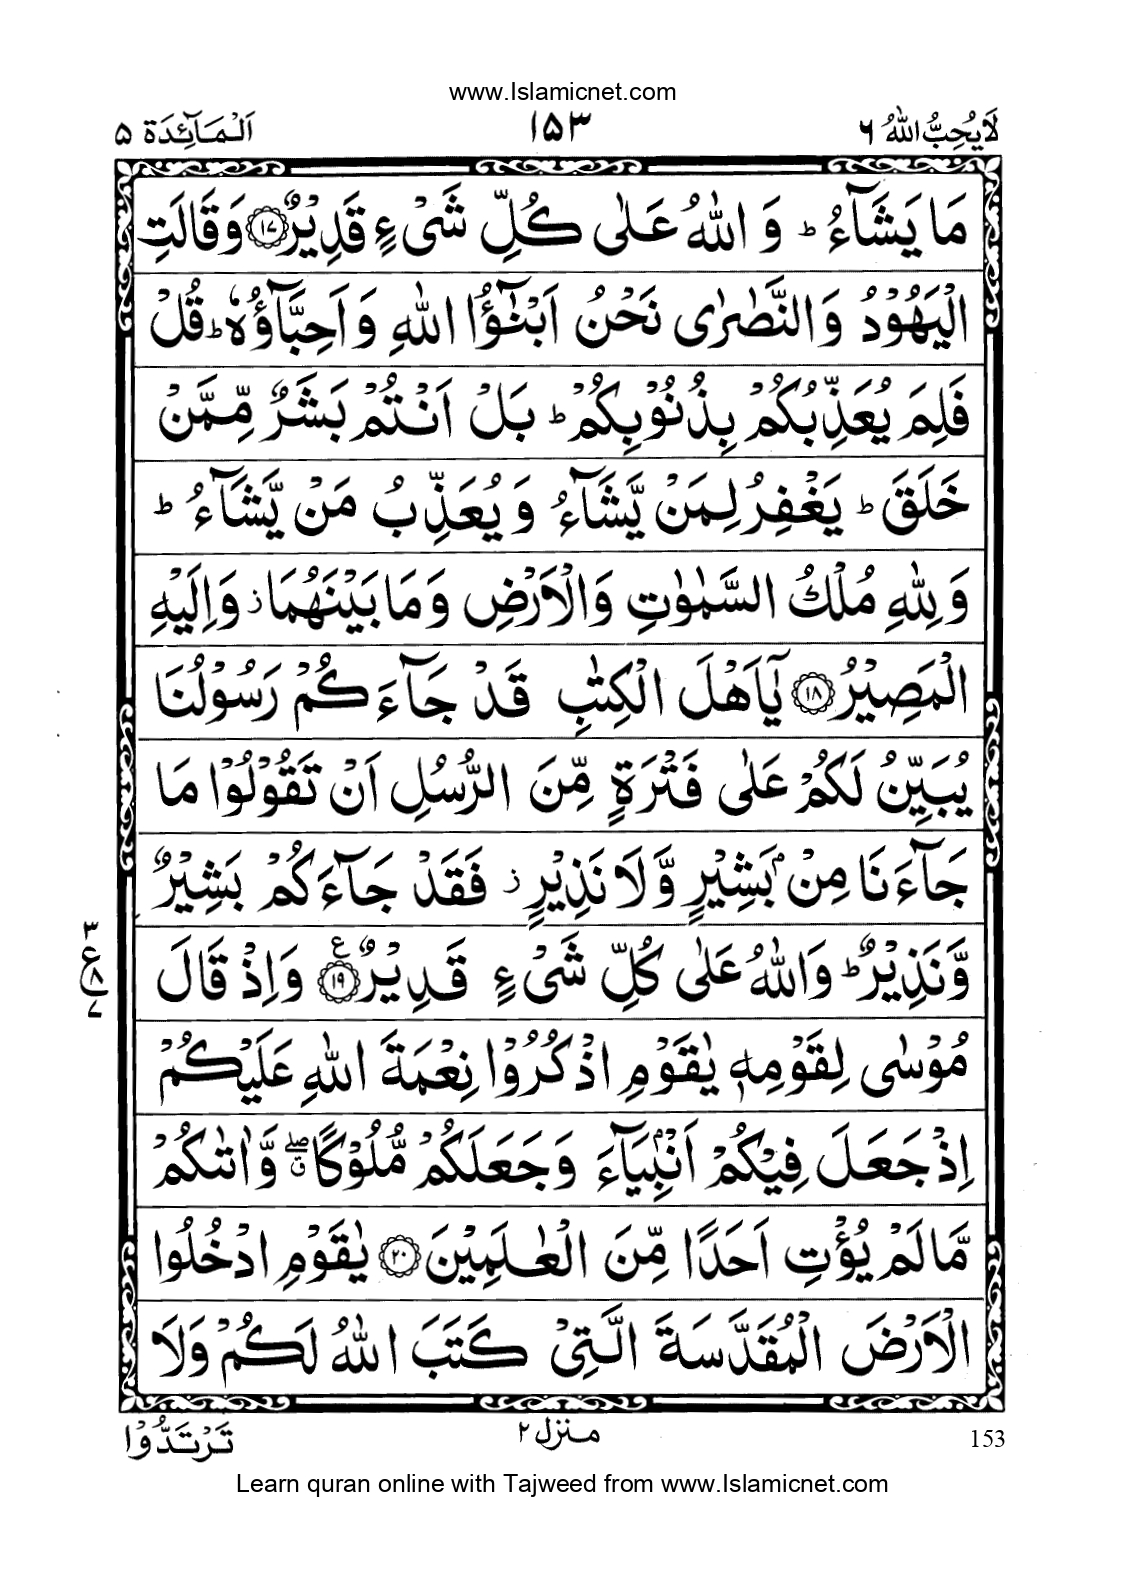 www.Islamicnet.com
لَا يُحِبُّ اللّٰهُ ٦ ١٥٣ اَلْمَآئِدَة ٥
مَا يَشَآءُ ؕ وَ اللّٰهُ عَلٰى كُلِّ شَىْءٍ قَدِيْرٌ ۝١٧ وَقَالَتِ
الْيَهُوْدُ وَالنَّصٰرٰى نَحْنُ اَبْنٰٓؤُا اللّٰهِ وَاَحِبَّآؤُهٗ ؕ قُلْ
فَلِمَ يُعَذِّبُكُمْ بِذُنُوْبِكُمْ ؕ بَلْ اَنْتُمْ بَشَرٌ مِّمَّنْ
خَلَقَ ؕ يَغْفِرُ لِمَنْ يَّشَآءُ وَيُعَذِّبُ مَنْ يَّشَآءُ ؕ
وَلِلّٰهِ مُلْكُ السَّمٰوٰتِ وَالْاَرْضِ وَمَا بَيْنَهُمَا ز وَاِلَيْهِ
الْمَصِيْرُ ۝١٨ يٰۤاَهْلَ الْكِتٰبِ قَدْ جَآءَكُمْ رَسُوْلُنَا
يُبَيِّنُ لَكُمْ عَلٰى فَتْرَةٍ مِّنَ الرُّسُلِ اَنْ تَقُوْلُوْا مَا
جَآءَنَا مِنْۢ بَشِيْرٍ وَّلَا نَذِيْرٍ ز فَقَدْ جَآءَكُمْ بَشِيْرٌ
وَّنَذِيْرٌ ؕ وَاللّٰهُ عَلٰى كُلِّ شَىْءٍ قَدِيْرٌ ۝١٩ ع وَاِذْ قَالَ
٣ ع ٨ ٧
مُوْسٰى لِقَوْمِهٖ يٰقَوْمِ اذْكُرُوْا نِعْمَةَ اللّٰهِ عَلَيْكُمْ
اِذْ جَعَلَ فِيْكُمْ اَنْۢبِيَآءَ وَجَعَلَكُمْ مُّلُوْكًا ۖ ق وَّاٰتٰىكُمْ
مَّا لَمْ يُؤْتِ اَحَدًا مِّنَ الْعٰلَمِيْنَ ۝٢٠ يٰقَوْمِ ادْخُلُوا
الْاَرْضَ الْمُقَدَّسَةَ الَّتِىْ كَتَبَ اللّٰهُ لَكُمْ وَلَا
تَرْتَدُّوْا منزل ٢ 153
Learn quran online with Tajweed from www.Islamicnet.com